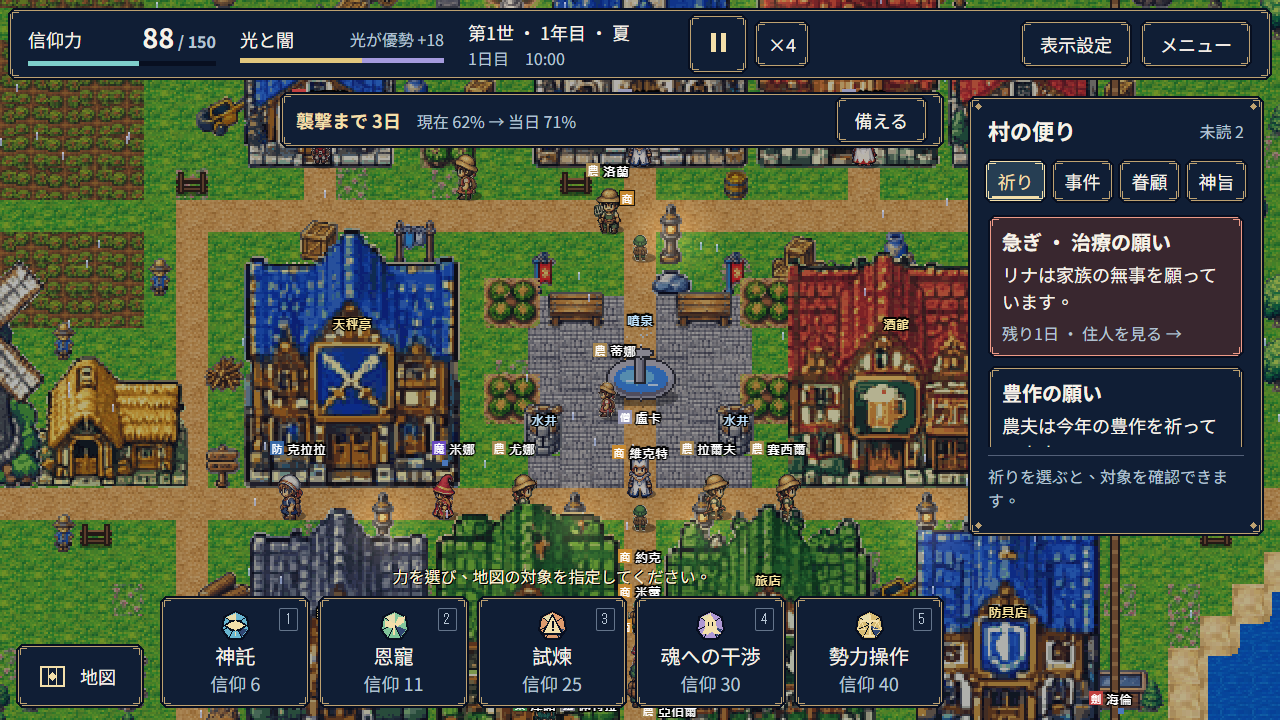 信仰力 88 / 150
光と闇 光が優勢 +18
第1世 ・ 1年目 ・ 夏
1日目 10:00
×4
表示設定
メニュー
襲撃まで 3日 現在 62% → 当日 71%
備える
村の便り 未読 2
祈り
事件
眷顧
神旨
急ぎ ・ 治療の願い
リナは家族の無事を願って
います。
残り1日 ・ 住人を見る →
豊作の願い
農夫は今年の豊作を祈って
祈りを選ぶと、対象を確認できま
す。
農 洛薗
商
天秤亭
噴泉
酒館
農 蒂娜
水井
僧 盧卡
水井
防 克拉拉
魔 米娜
農 尤娜
商 維克特
農 拉爾夫
農 賽西爾
商 約克
力を選び、地図の対象を指定してください。
旅店
防具店
地図
1
神託
信仰 6
2
恩寵
信仰 11
3
試煉
信仰 25
4
魂への干渉
信仰 30
5
勢力操作
信仰 40
劍 海倫
農 亞伯爾